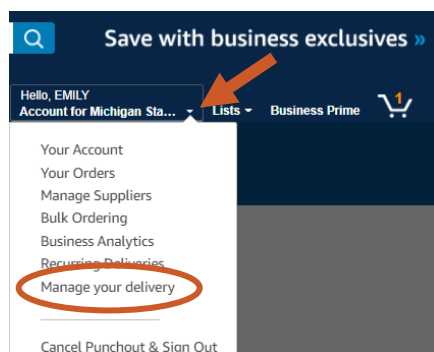 Save with business exclusives »
Hello, EMILY
Account for Michigan Sta...
Lists
Business Prime
1
Your Account
Your Orders
Manage Suppliers
Bulk Ordering
Business Analytics
Recurring Deliveries
Manage your delivery
Cancel Punchout & Sign Out